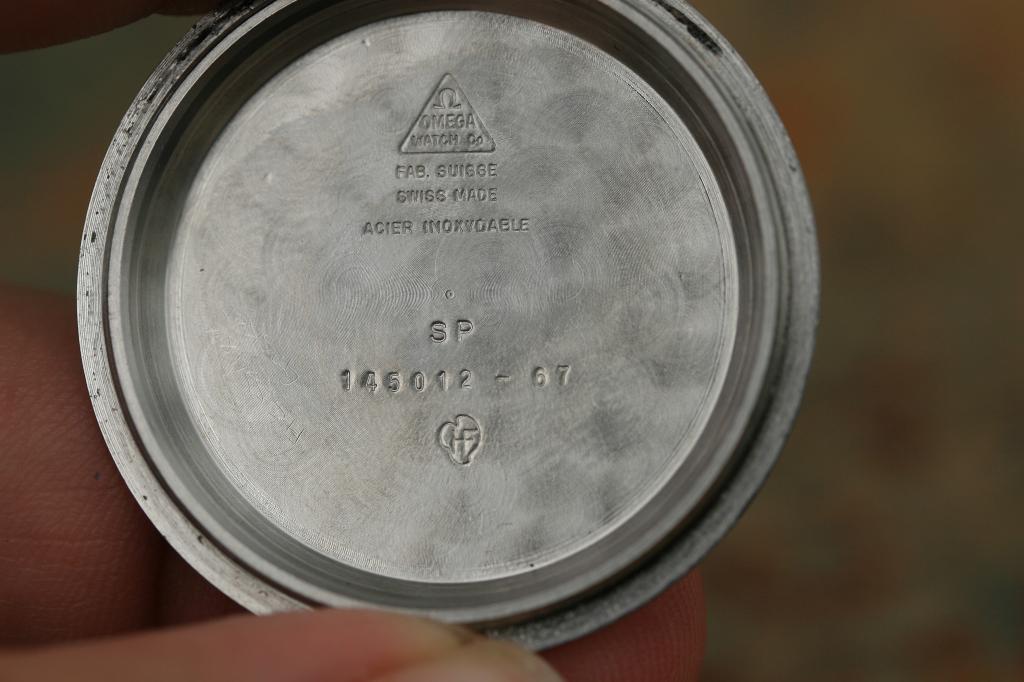 Ω
OMEGA
WATCH Co
FAB. SUISSE
SWISS MADE
ACIER INOXYDABLE
SP
145012 - 67